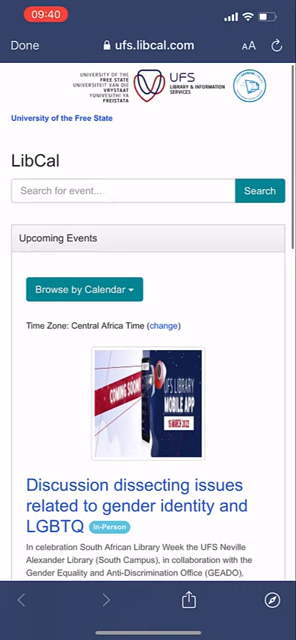 09:40
Done
ufs.libcal.com
AA
UNIVERSITY OF THE
FREE STATE
UNIVERSITEIT VAN DIE
VRYSTAAT
YUNIVESITHI YA
FREISTATA
UFS
LIBRARY & INFORMATION
SERVICES
University of the Free State
LibCal
Search for event...
Search
Upcoming Events
Browse by Calendar
Time Zone: Central Africa Time (change)
COMING SOON
UFS LIBRARY
MOBILE APP
15 MARCH 2022
Discussion dissecting issues
related to gender identity and
LGBTQ In-Person
In celebration South African Library Week the UFS Neville
Alexander Library (South Campus), in collaboration with the
Gender Equality and Anti-Discrimination Office (GEADO),